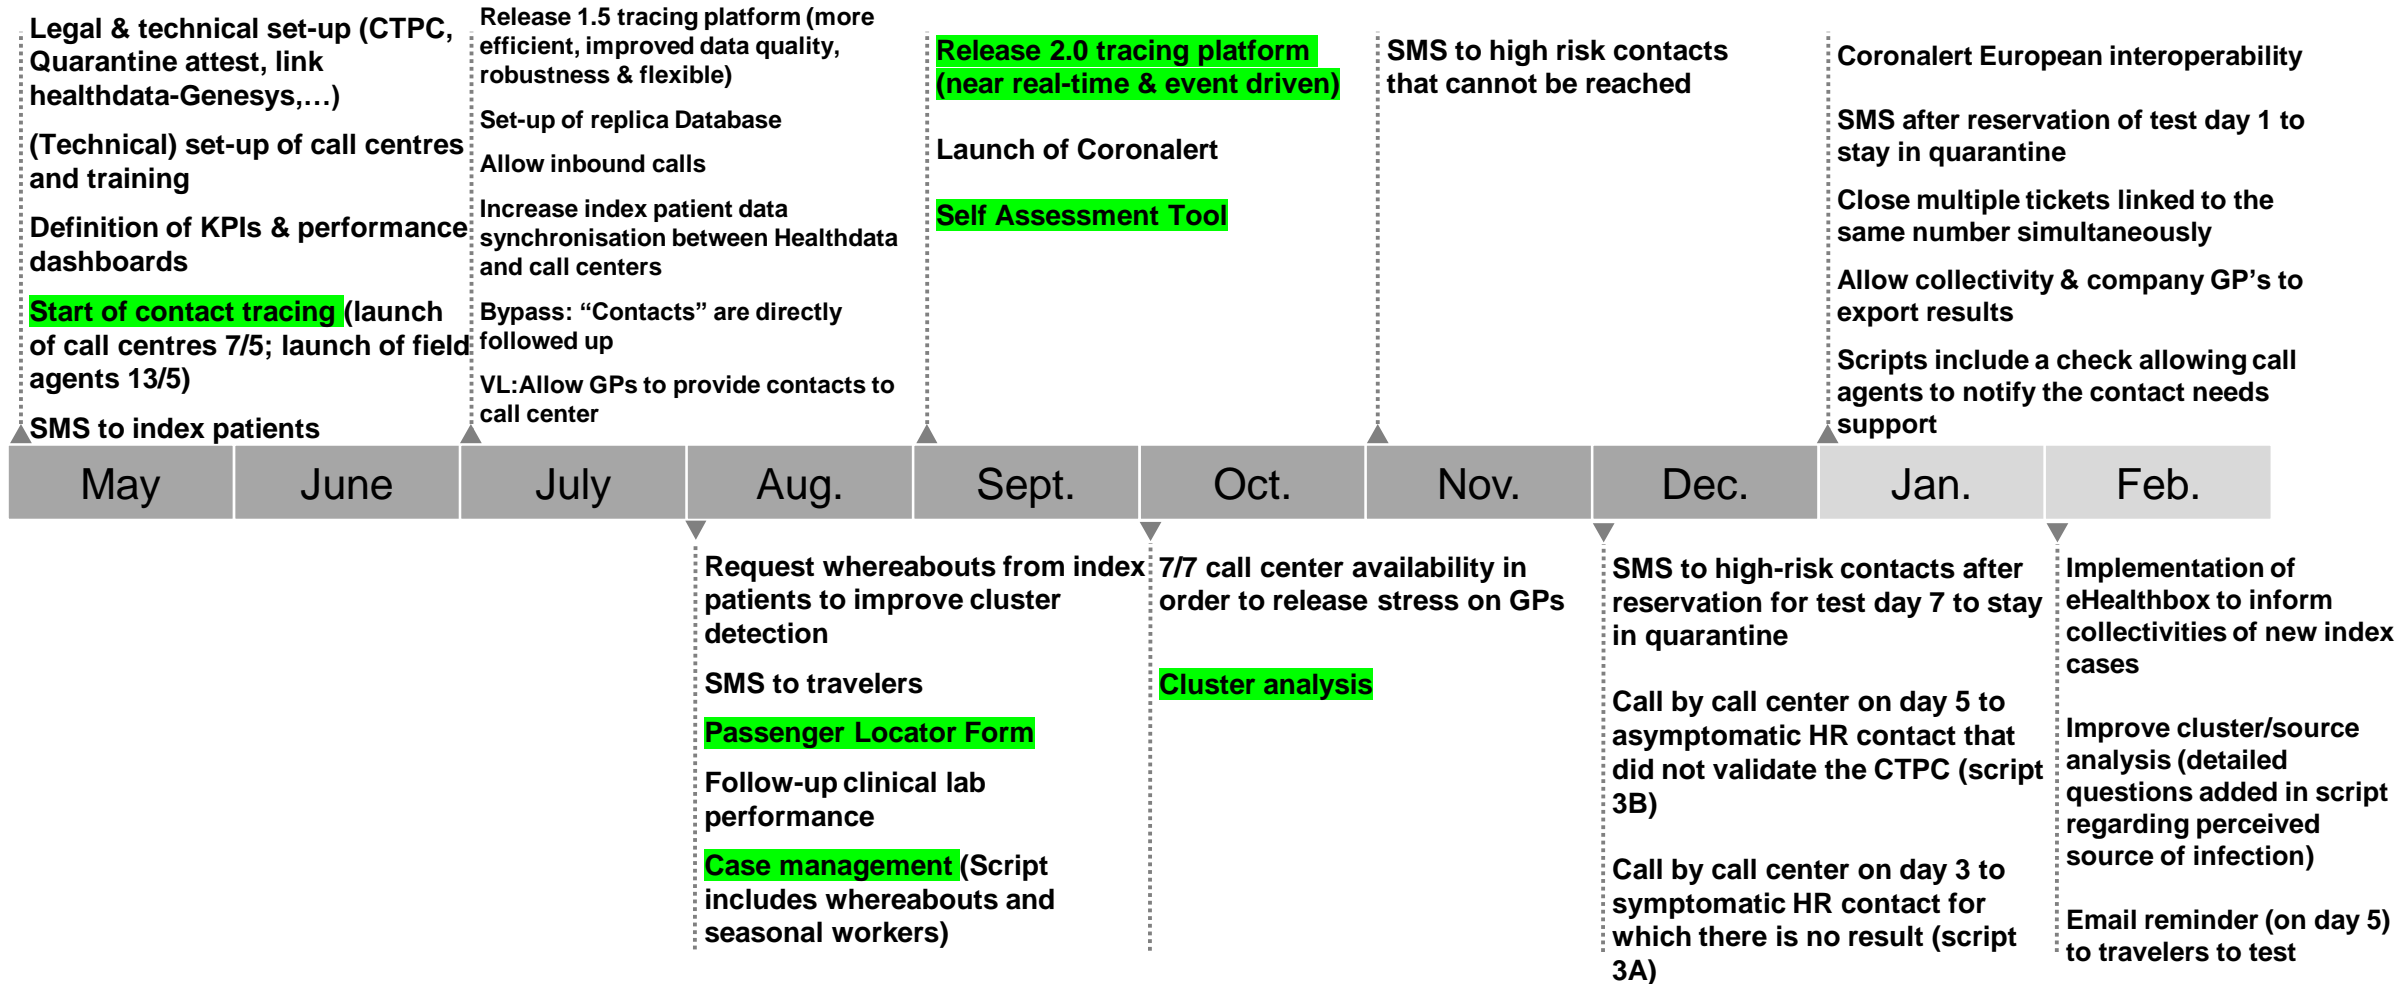 Legal & technical set-up (CTPC,
Quarantine attest, link
healthdata-Genesys,…)
(Technical) set-up of call centres
and training
Definition of KPIs & performance
dashboards
Start of contact tracing (launch
of call centres 7/5; launch of field
agents 13/5)
SMS to index patients
Release 1.5 tracing platform (more
efficient, improved data quality,
robustness & flexible)
Set-up of replica Database
Allow inbound calls
Increase index patient data
synchronisation between Healthdata
and call centers
Bypass: “Contacts” are directly
followed up
VL:Allow GPs to provide contacts to
call center
Release 2.0 tracing platform
(near real-time & event driven)
Launch of Coronalert
Self Assessment Tool
SMS to high risk contacts
that cannot be reached
Coronalert European interoperability
SMS after reservation of test day 1 to
stay in quarantine
Close multiple tickets linked to the
same number simultaneously
Allow collectivity & company GP’s to
export results
Scripts include a check allowing call
agents to notify the contact needs
support
May June July Aug. Sept. Oct. Nov. Dec. Jan. Feb.
Request whereabouts from index
patients to improve cluster
detection
SMS to travelers
Passenger Locator Form
Follow-up clinical lab
performance
Case management (Script
includes whereabouts and
seasonal workers)
7/7 call center availability in
order to release stress on GPs
Cluster analysis
SMS to high-risk contacts after
reservation for test day 7 to stay
in quarantine
Call by call center on day 5 to
asymptomatic HR contact that
did not validate the CTPC (script
3B)
Call by call center on day 3 to
symptomatic HR contact for
which there is no result (script
3A)
Implementation of
eHealthbox to inform
collectivities of new index
cases
Improve cluster/source
analysis (detailed
questions added in script
regarding perceived
source of infection)
Email reminder (on day 5)
to travelers to test